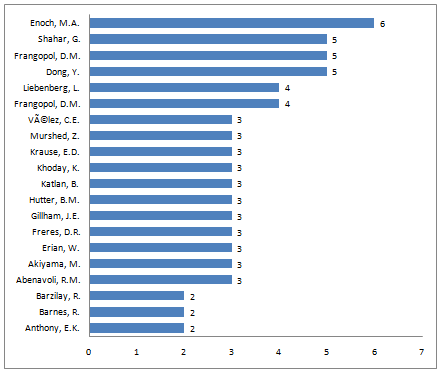 Enoch, M.A. 6
Shahar, G. 5
Frangopol, D.M. 5
Dong, Y. 5
Liebenberg, L. 4
Frangopol, D.M. 4
VÃ©lez, C.E. 3
Murshed, Z. 3
Krause, E.D. 3
Khoday, K. 3
Katlan, B. 3
Hutter, B.M. 3
Gillham, J.E. 3
Freres, D.R. 3
Erian, W. 3
Akiyama, M. 3
Abenavoli, R.M. 3
Barzilay, R. 2
Barnes, R. 2
Anthony, E.K. 2
0 1 2 3 4 5 6 7